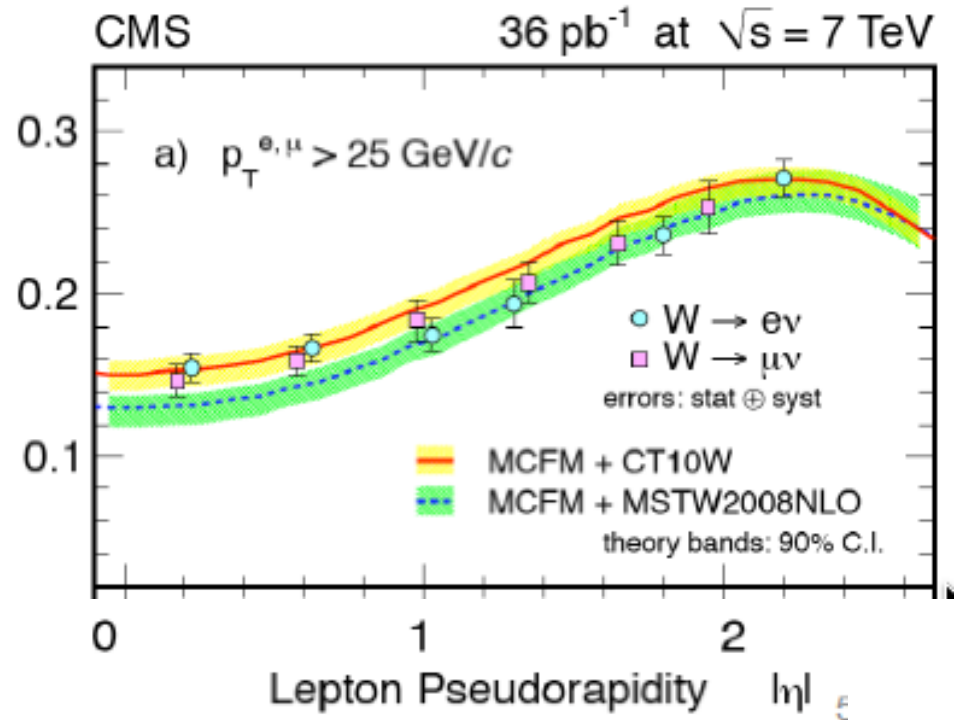 CMS 36 pb⁻¹ at √s = 7 TeV
0.3
a) p_T^{e, μ} > 25 GeV/c
0.2
W → eν
W → μν
errors: stat ⊕ syst
0.1
MCFM + CT10W
MCFM + MSTW2008NLO
theory bands: 90% C.I.
0 1 2
Lepton Pseudorapidity |η|